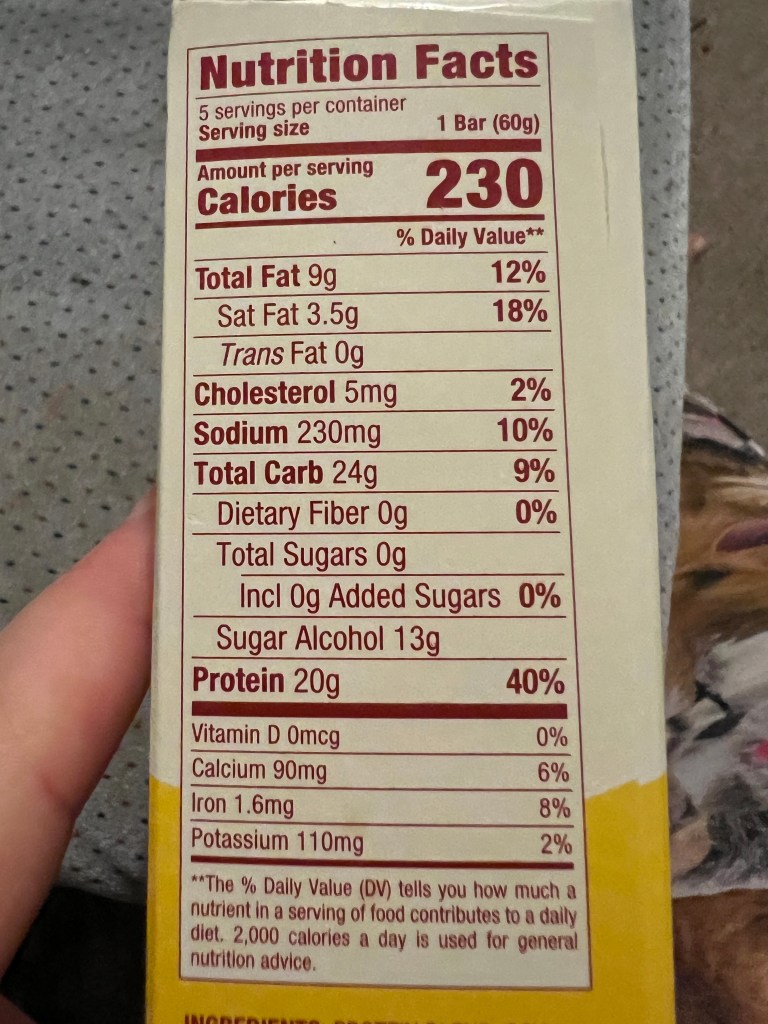 Nutrition Facts
5 servings per container
Serving size 1 Bar (60g)
Amount per serving
Calories 230
% Daily Value**
Total Fat 9g 12%
Sat Fat 3.5g 18%
Trans Fat 0g
Cholesterol 5mg 2%
Sodium 230mg 10%
Total Carb 24g 9%
Dietary Fiber 0g 0%
Total Sugars 0g
Incl 0g Added Sugars 0%
Sugar Alcohol 13g
Protein 20g 40%
Vitamin D 0mcg 0%
Calcium 90mg 6%
Iron 1.6mg 8%
Potassium 110mg 2%
**The % Daily Value (DV) tells you how much a
nutrient in a serving of food contributes to a daily
diet. 2,000 calories a day is used for general
nutrition advice.
INGREDIENTS: